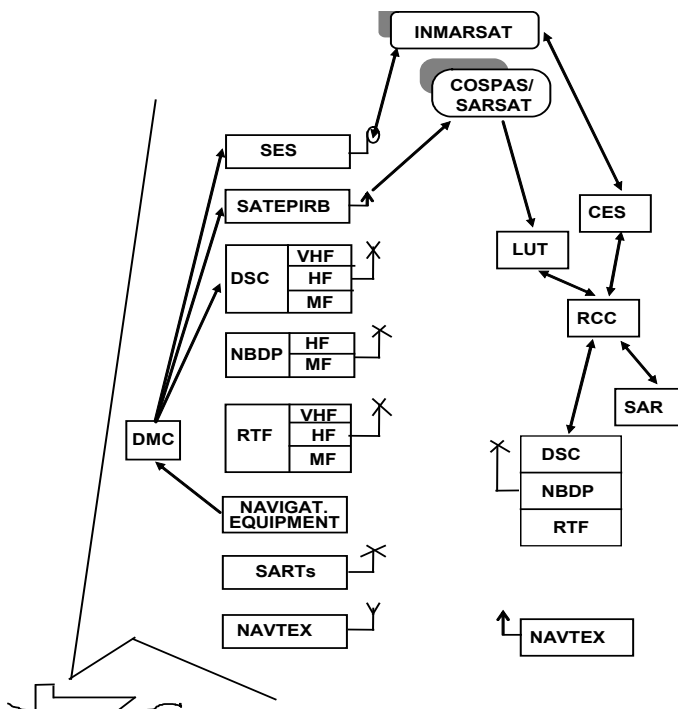 INMARSAT
COSPAS/
SARSAT
SES
SATEPIRB
CES
LUT
DSC
VHF
HF
MF
RCC
NBDP
HF
MF
SAR
DMC
RTF
VHF
HF
MF
DSC
NBDP
RTF
NAVIGAT.
EQUIPMENT
SARTs
NAVTEX
NAVTEX